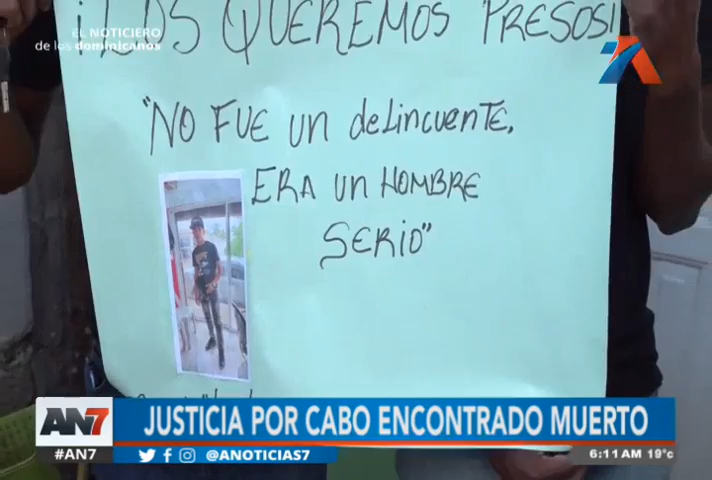 ¡LOS QUEREMOS PRESOS!
EL NOTICIERO
de los dominicanos
"NO FUE un delincuente.
ERA un HOMBRE
SERIO"
AN7
JUSTICIA POR CABO ENCONTRADO MUERTO
#AN7
@ANOTICIAS7
6:11 AM 19°c